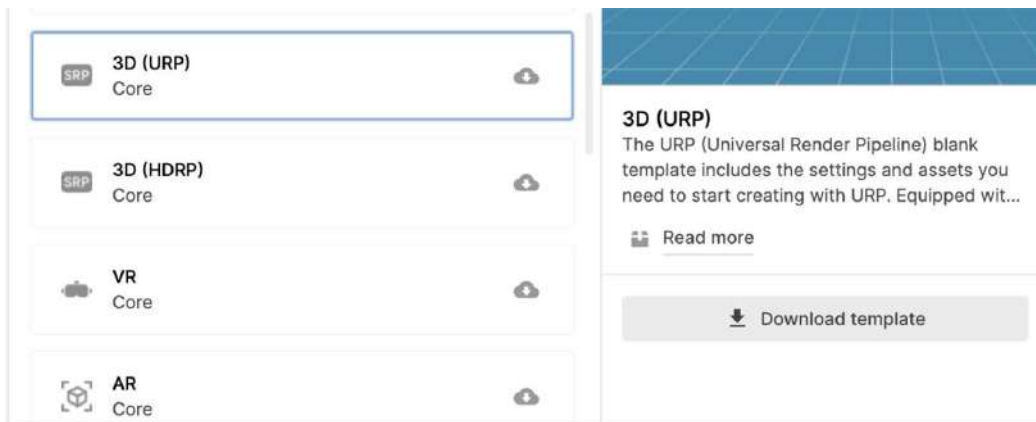 SRP
3D (URP)
Core
SRP
3D (HDRP)
Core
VR
Core
AR
Core
3D (URP)
The URP (Universal Render Pipeline) blank
template includes the settings and assets you
need to start creating with URP. Equipped wit...
Read more
Download template